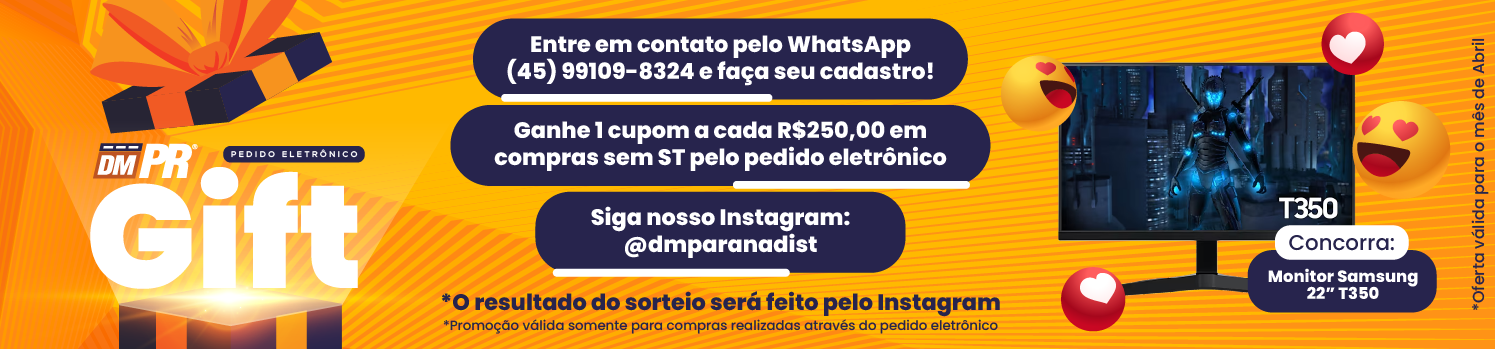 DM PR
PEDIDO ELETRÔNICO
Gift
Entre em contato pelo WhatsApp
(45) 99109-8324 e faça seu cadastro!
Ganhe 1 cupom a cada R$250,00 em
compras sem ST pelo pedido eletrônico
Siga nosso Instagram:
@dmparanadist
*O resultado do sorteio será feito pelo Instagram
*Promoção válida somente para compras realizadas através do pedido eletrônico
T350
Concorra:
Monitor Samsung
22” T350
*Oferta válida para o mês de Abril